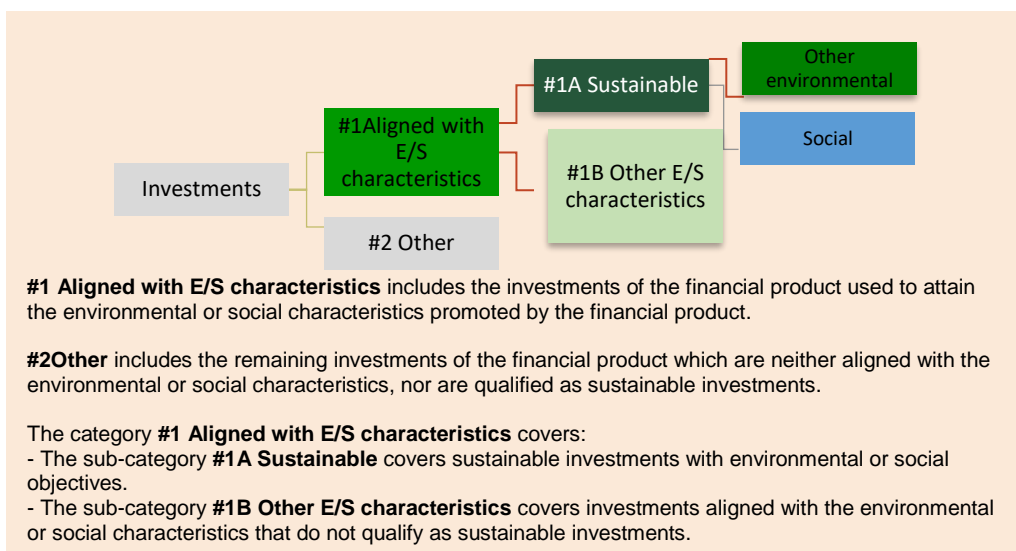 Other
environmental
#1A Sustainable
Social
#1Aligned with
E/S
characteristics
#1B Other E/S
characteristics
Investments
#2 Other
#1 Aligned with E/S characteristics includes the investments of the financial product used to attain
the environmental or social characteristics promoted by the financial product.
#2Other includes the remaining investments of the financial product which are neither aligned with the
environmental or social characteristics, nor are qualified as sustainable investments.
The category #1 Aligned with E/S characteristics covers:
- The sub-category #1A Sustainable covers sustainable investments with environmental or social
objectives.
- The sub-category #1B Other E/S characteristics covers investments aligned with the environmental
or social characteristics that do not qualify as sustainable investments.